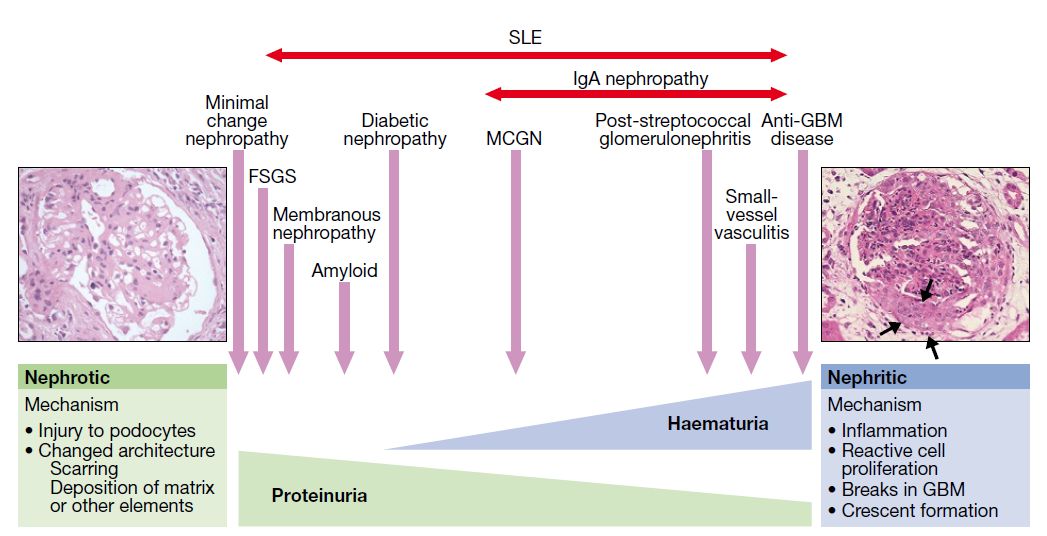 SLE
IgA nephropathy
Minimal
change
nephropathy
Diabetic
nephropathy
MCGN
Post-streptococcal
glomerulonephritis
Anti-GBM
disease
FSGS
Small-
vessel
vasculitis
Membranous
nephropathy
Amyloid
Nephrotic
Mechanism
• Injury to podocytes
• Changed architecture
Scarring
Deposition of matrix
or other elements
Haematuria
Proteinuria
Nephritic
Mechanism
• Inflammation
• Reactive cell
proliferation
• Breaks in GBM
• Crescent formation